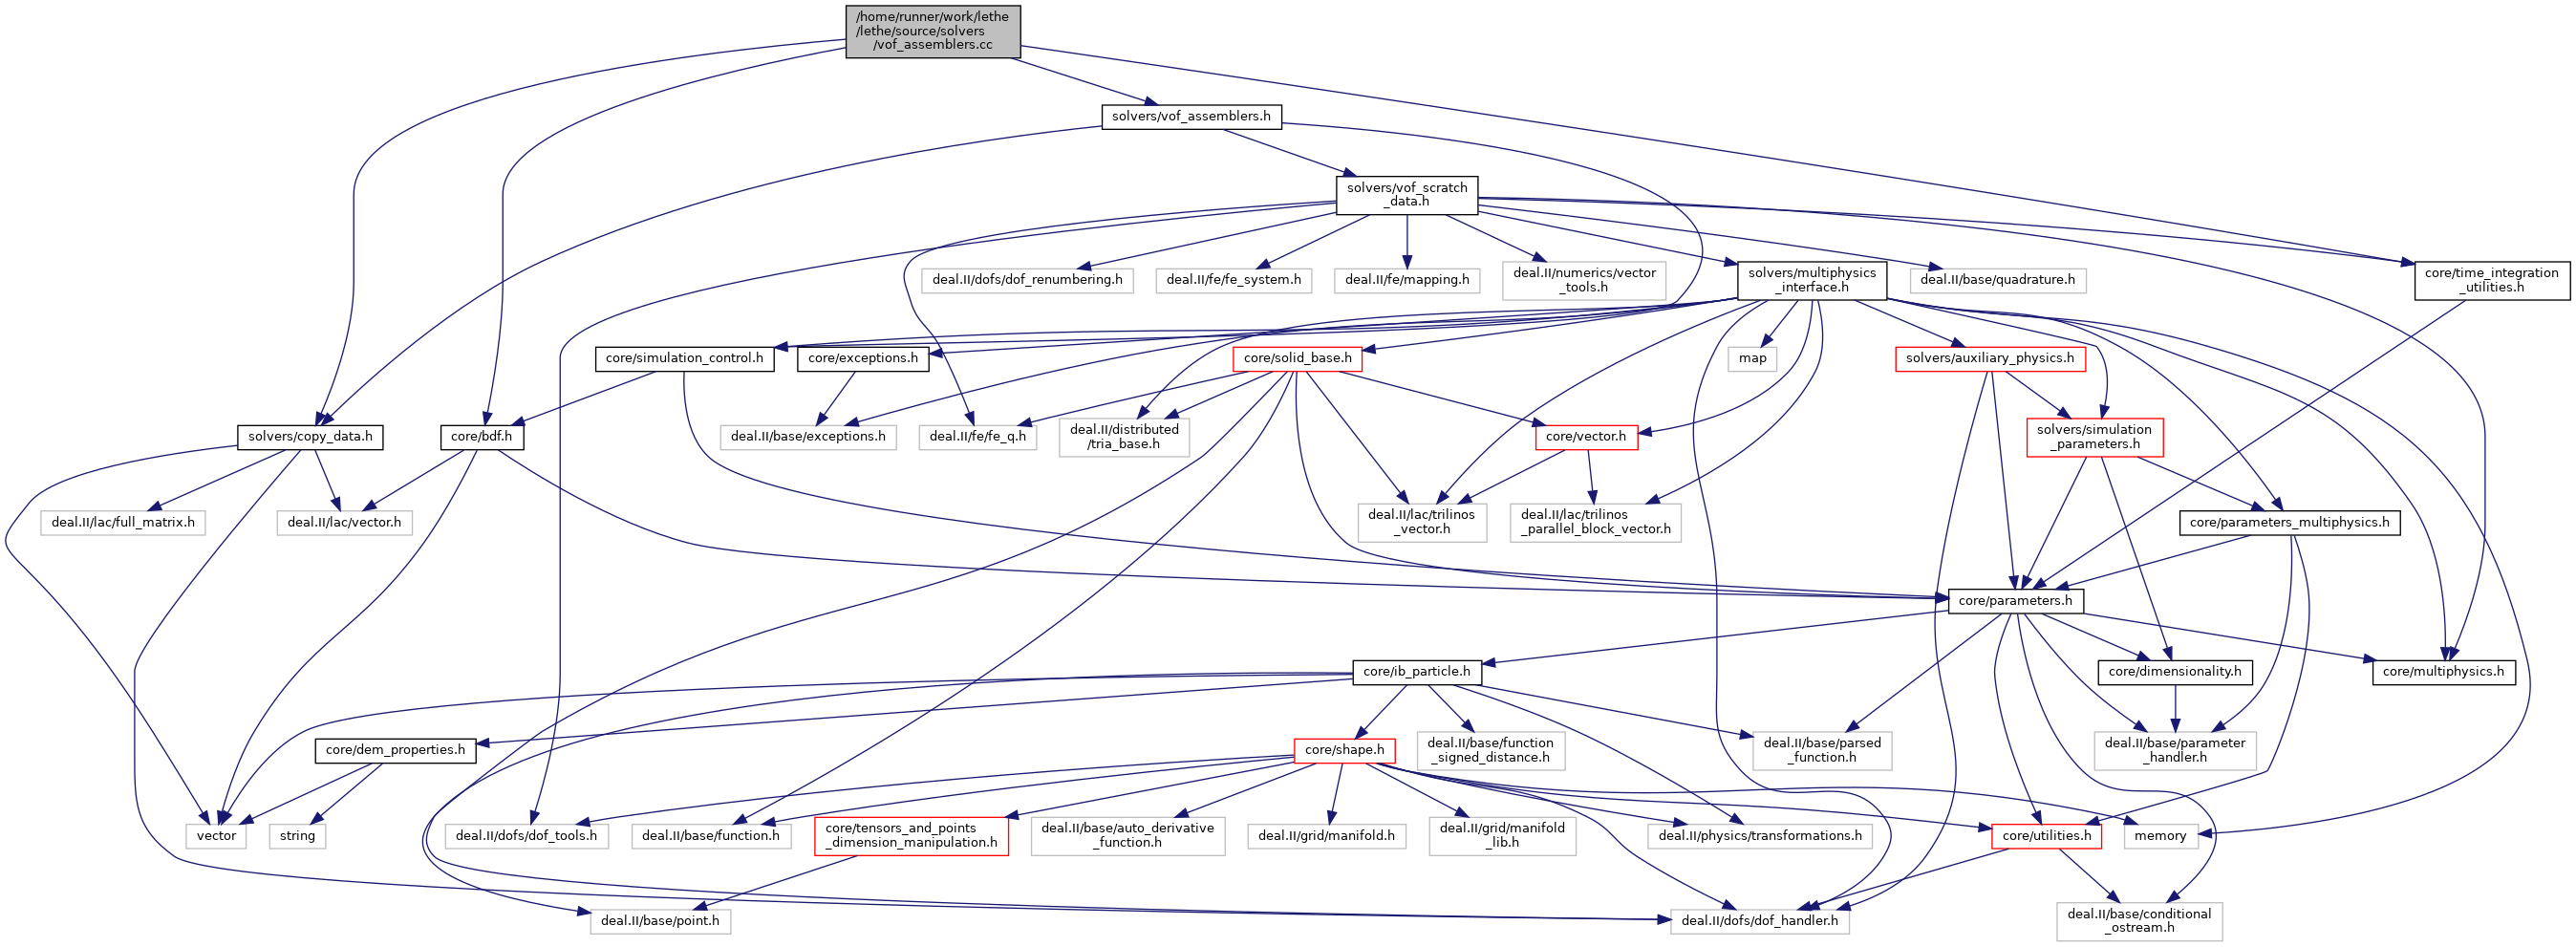 /home/runner/work/lethe
/lethe/source/solvers
/vof_assemblers.cc
solvers/vof_assemblers.h
solvers/vof_scratch
_data.h
deal.II/dofs/dof_renumbering.h
deal.II/fe/fe_system.h
deal.II/fe/mapping.h
deal.II/numerics/vector
_tools.h
solvers/multiphysics
_interface.h
deal.II/base/quadrature.h
core/time_integration
_utilities.h
core/simulation_control.h
core/exceptions.h
core/solid_base.h
map
solvers/auxiliary_physics.h
solvers/copy_data.h
core/bdf.h
deal.II/base/exceptions.h
deal.II/fe/fe_q.h
deal.II/distributed
/tria_base.h
core/vector.h
solvers/simulation
_parameters.h
deal.II/lac/full_matrix.h
deal.II/lac/vector.h
deal.II/lac/trilinos
_vector.h
deal.II/lac/trilinos
_parallel_block_vector.h
core/parameters_multiphysics.h
core/parameters.h
core/ib_particle.h
core/dimensionality.h
core/multiphysics.h
core/dem_properties.h
core/shape.h
deal.II/base/function
_signed_distance.h
deal.II/base/parsed
_function.h
deal.II/base/parameter
_handler.h
vector
string
deal.II/dofs/dof_tools.h
deal.II/base/function.h
core/tensors_and_points
_dimension_manipulation.h
deal.II/base/auto_derivative
_function.h
deal.II/grid/manifold.h
deal.II/grid/manifold
_lib.h
deal.II/physics/transformations.h
core/utilities.h
memory
deal.II/base/point.h
deal.II/dofs/dof_handler.h
deal.II/base/conditional
_ostream.h